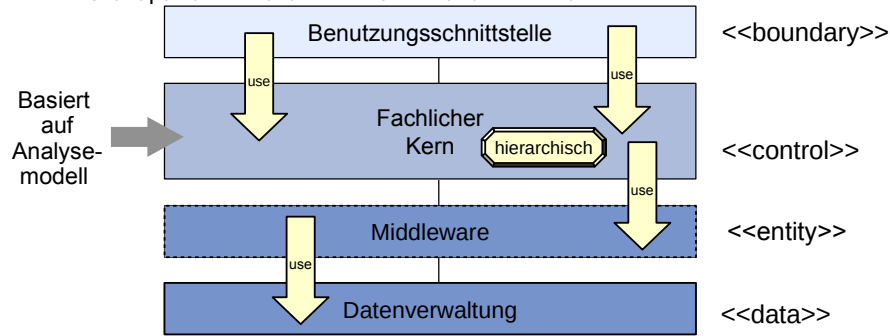 Benutzungsschnittstelle
<<boundary>>
use
use
Basiert
auf
Analyse-
modell
Fachlicher
Kern
hierarchisch
<<control>>
use
Middleware
<<entity>>
use
Datenverwaltung
<<data>>